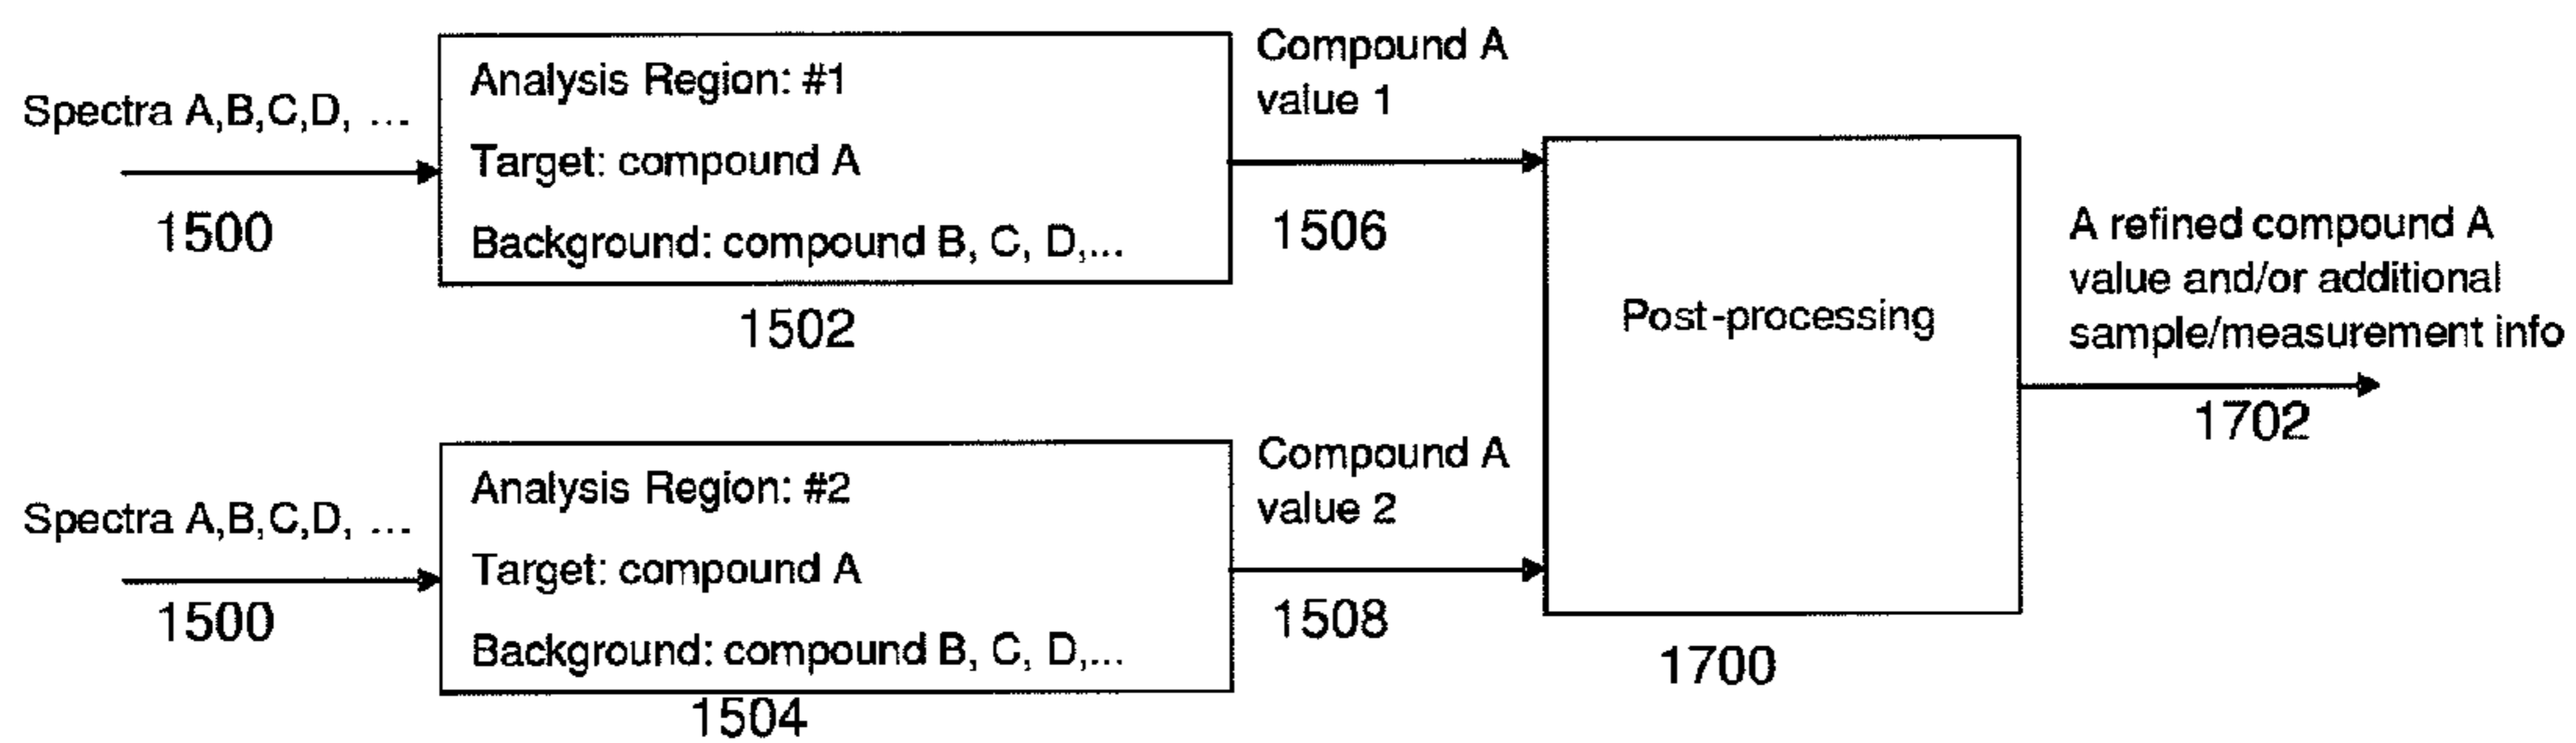 Spectra A,B,C,D, ...
1500
Analysis Region: #1
Target: compound A
Background: compound B, C, D,...
1502
Compound A
value 1
1506
Spectra A,B,C,D, ...
1500
Analysis Region: #2
Target: compound A
Background: compound B, C, D,...
1504
Compound A
value 2
1508
Post-processing
1700
A refined compound A
value and/or additional
sample/measurement info
1702